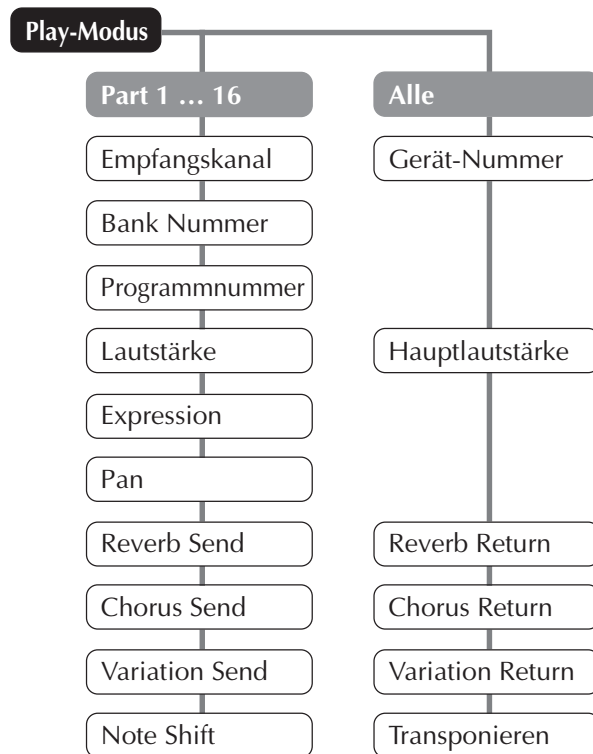 Play-Modus
Part 1 … 16
Alle
Empfangskanal
Gerät-Nummer
Bank Nummer
Programmnummer
Lautstärke
Hauptlautstärke
Expression
Pan
Reverb Send
Reverb Return
Chorus Send
Chorus Return
Variation Send
Variation Return
Note Shift
Transponieren